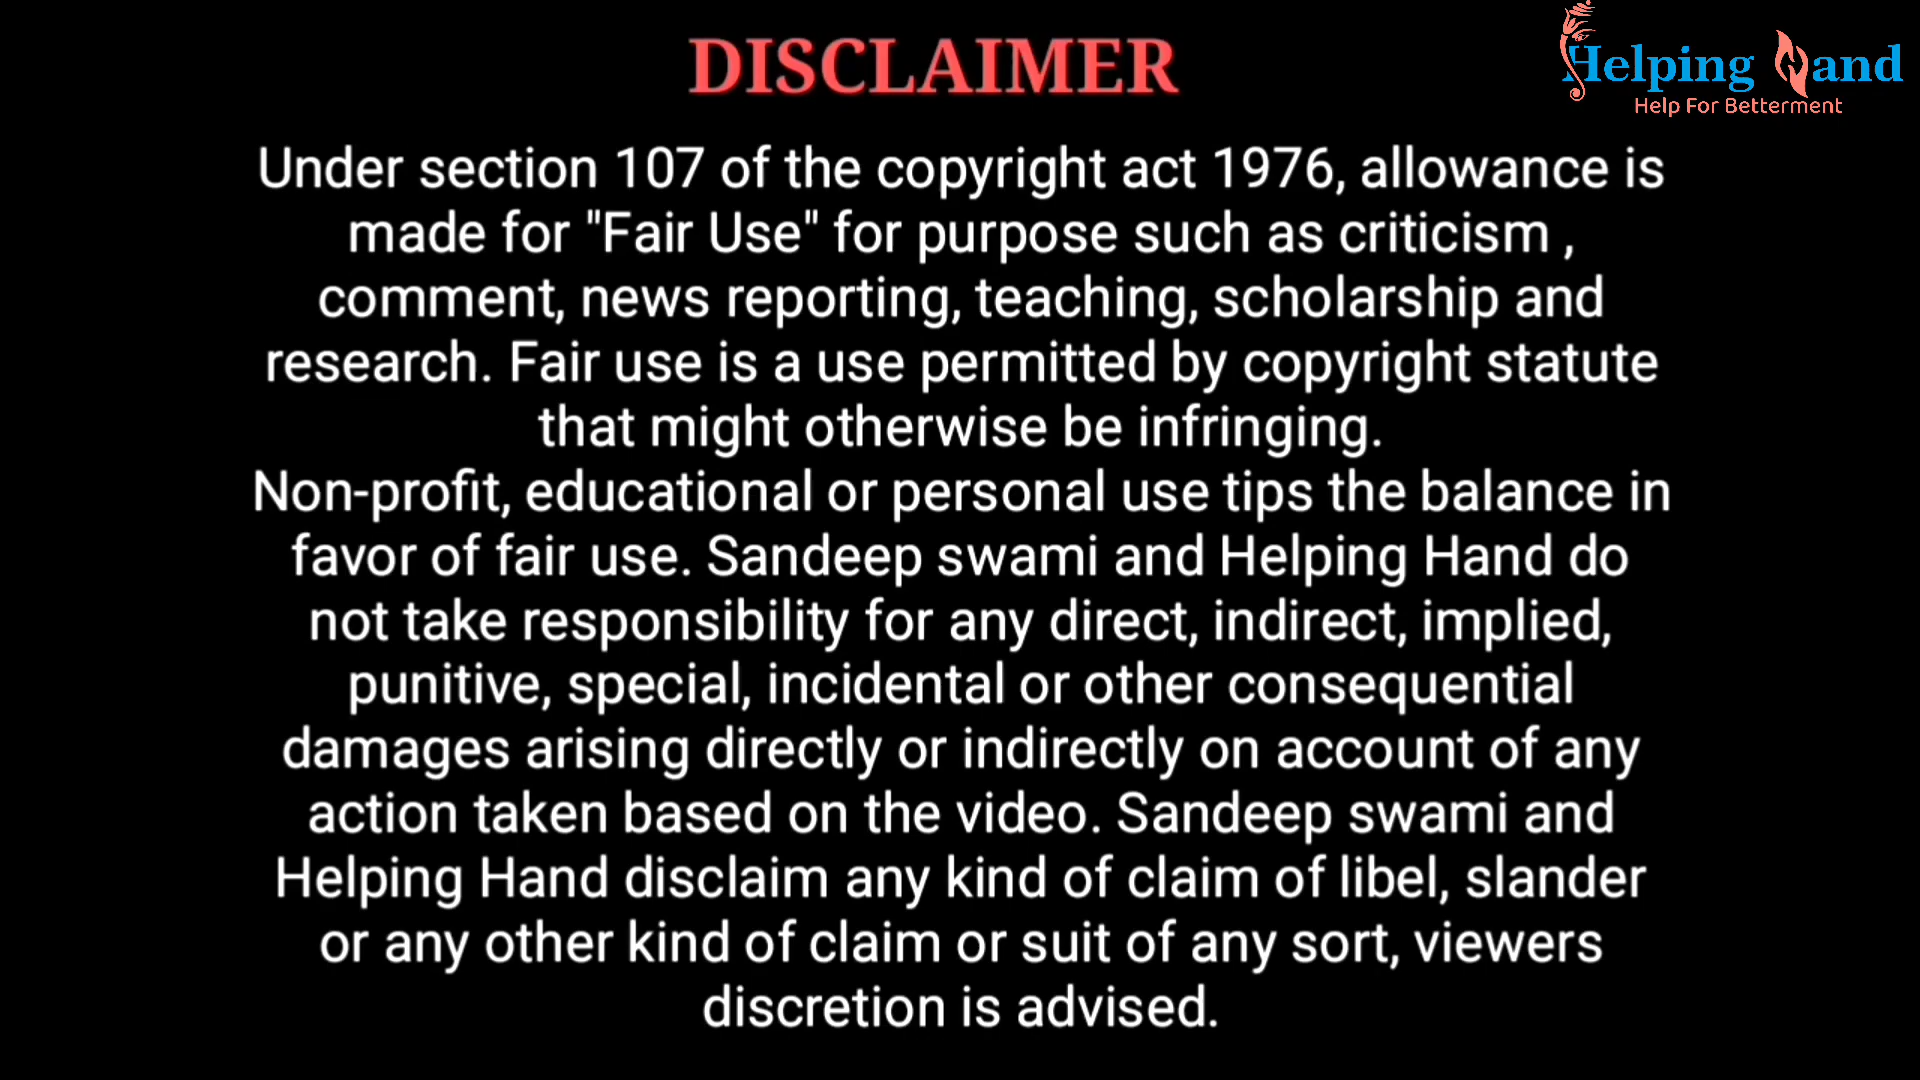 DISCLAIMER
Helping Hand
Help For Betterment
Under section 107 of the copyright act 1976, allowance is
made for "Fair Use" for purpose such as criticism ,
comment, news reporting, teaching, scholarship and
research. Fair use is a use permitted by copyright statute
that might otherwise be infringing.
Non-profit, educational or personal use tips the balance in
favor of fair use. Sandeep swami and Helping Hand do
not take responsibility for any direct, indirect, implied,
punitive, special, incidental or other consequential
damages arising directly or indirectly on account of any
action taken based on the video. Sandeep swami and
Helping Hand disclaim any kind of claim of libel, slander
or any other kind of claim or suit of any sort, viewers
discretion is advised.